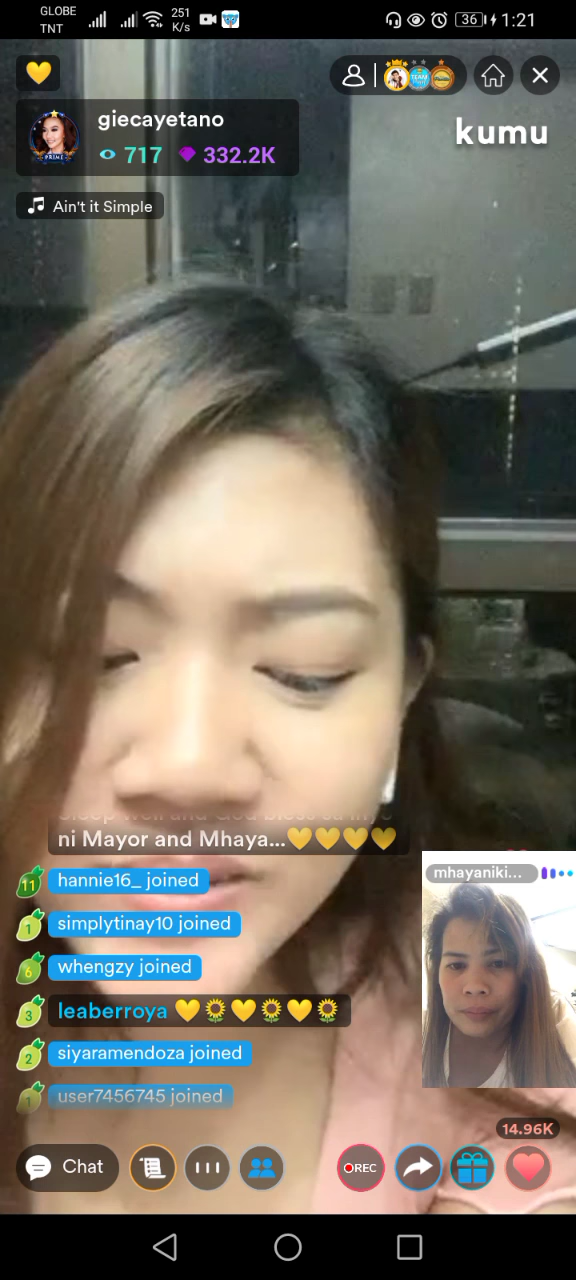 GLOBE
TNT
251
K/s
36
1:21
giecayetano
PRIME
717 332.2K
kumu
Ain't it Simple
ni Mayor and Mhaya...💛💛💛💛
mhayaniki...
11 hannie16_ joined
1 simplytinay10 joined
6 whengzy joined
3 leaberroya 💛🌻💛🌻💛🌻
2 siyaramendoza joined
1 user7456745 joined
14.96K
Chat
REC